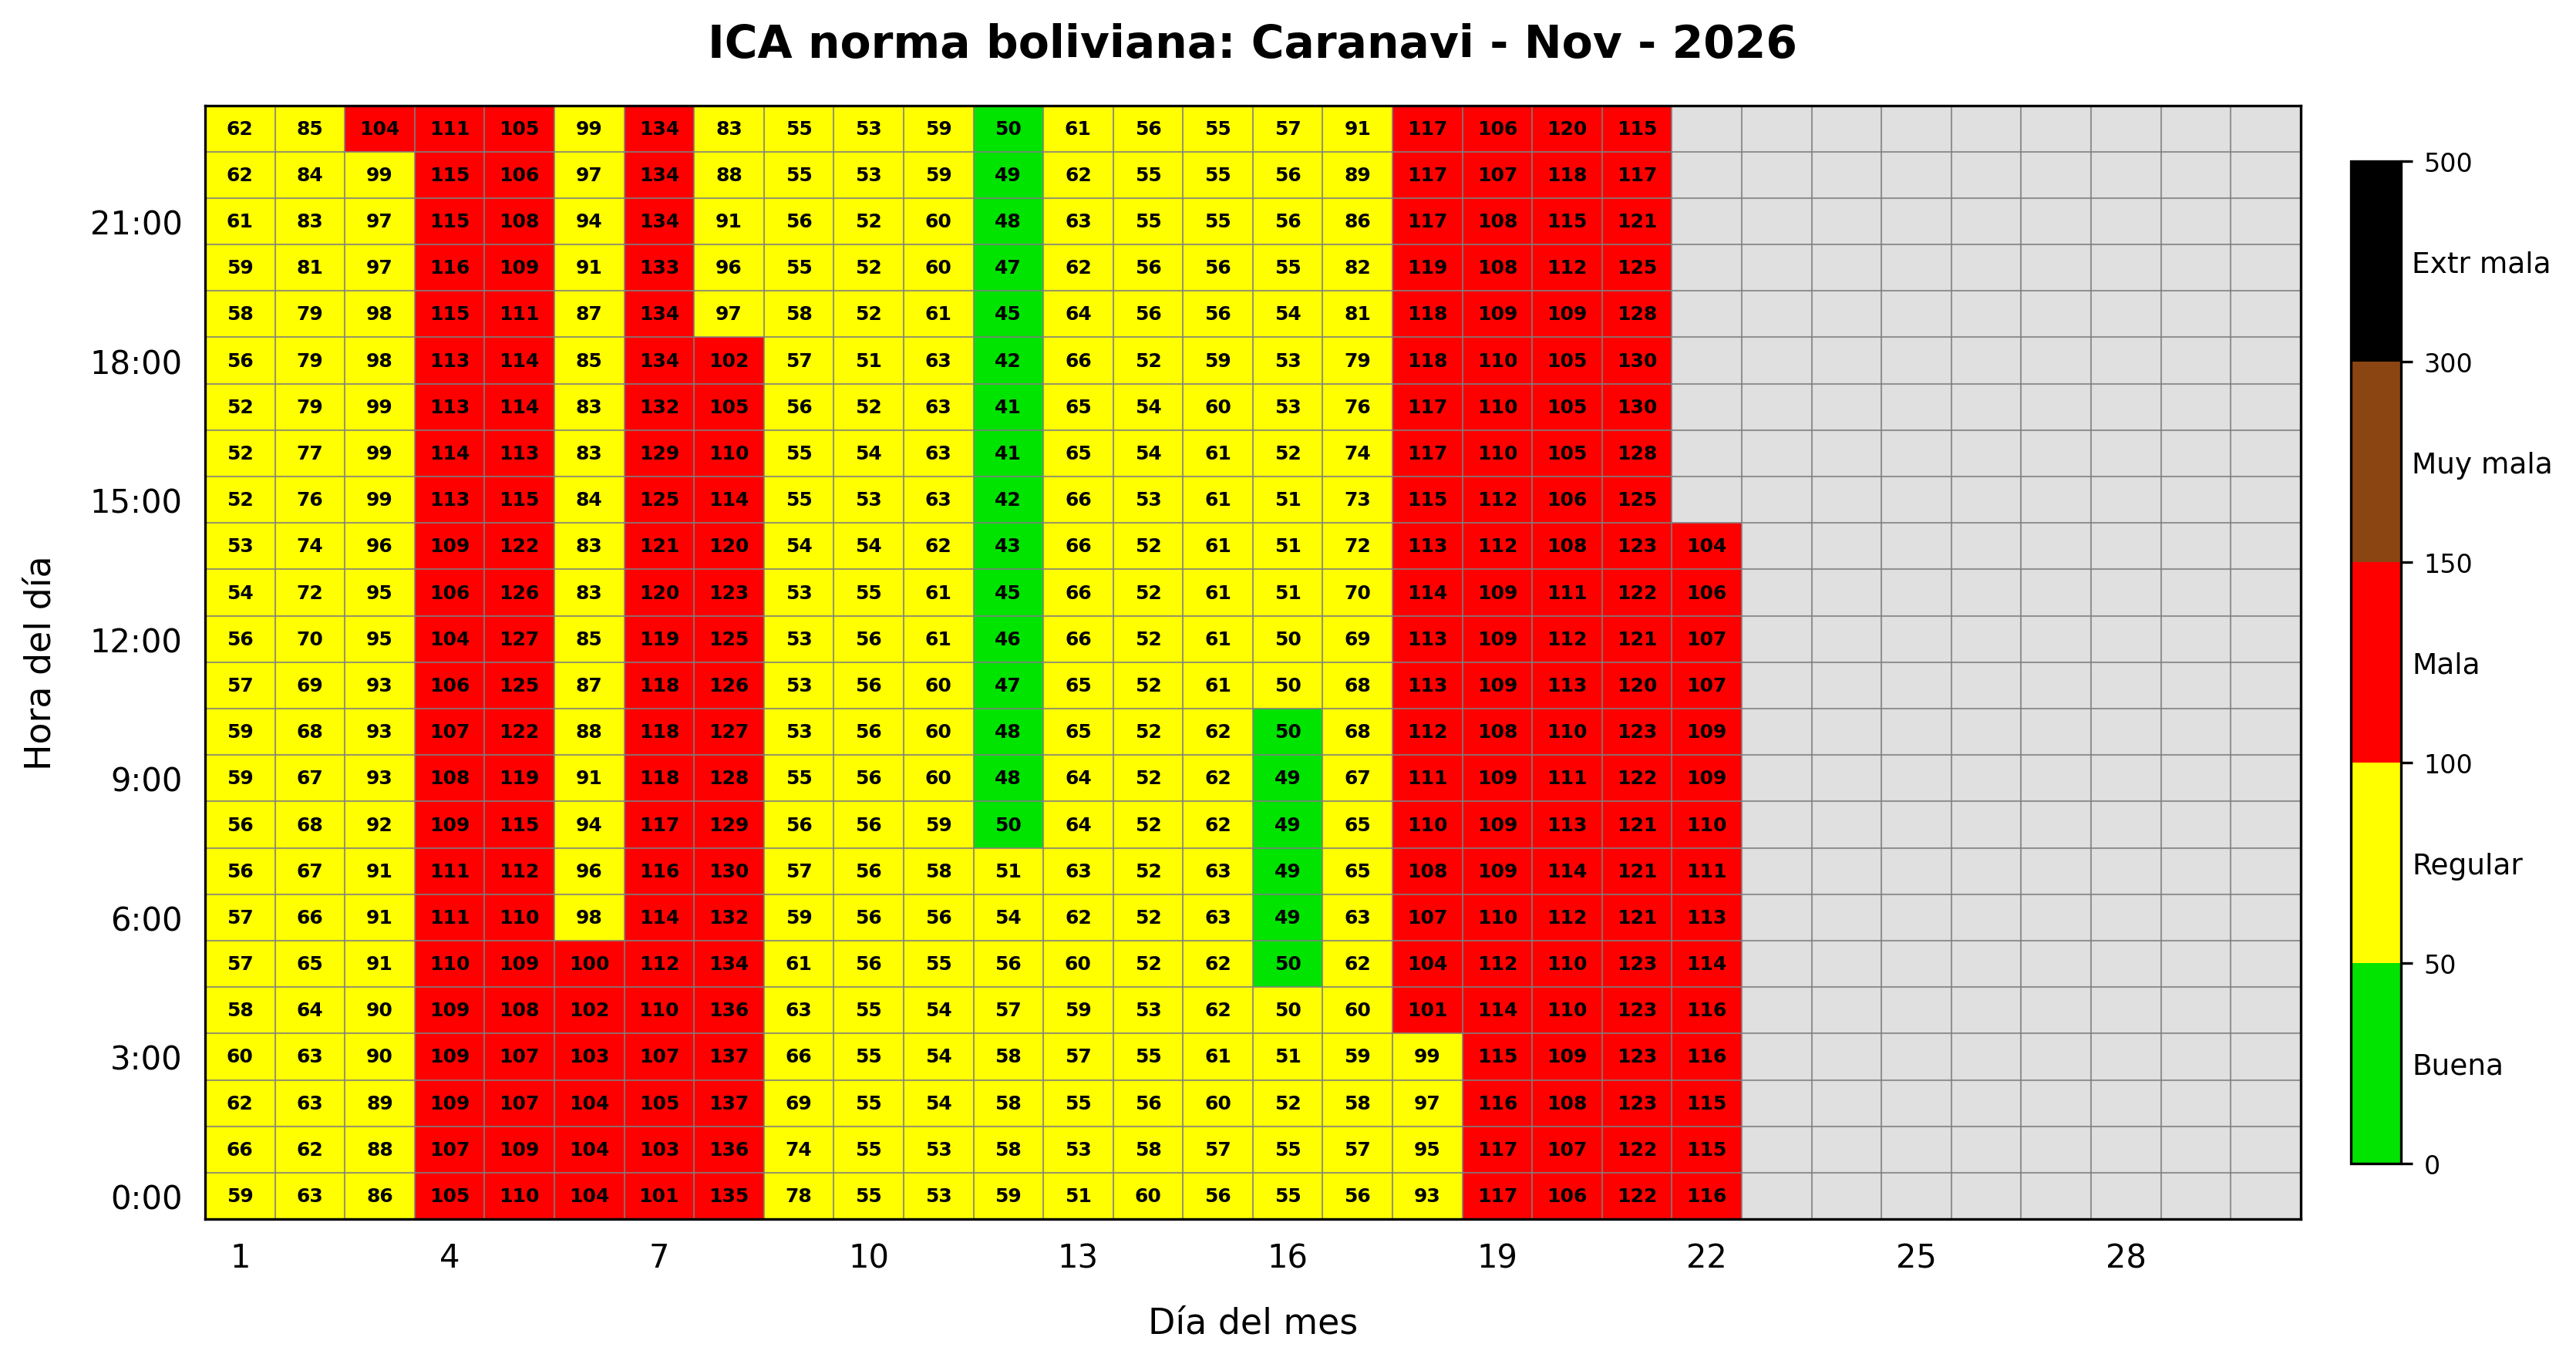 ICA norma boliviana: Caranavi - Nov - 2026
62 85 104 111 105 99 134 83 55 53 59 50 61 56 55 57 91 117 106 120 115
62 84 99 115 106 97 134 88 55 53 59 49 62 55 55 56 89 117 107 118 117
21:00 61 83 97 115 108 94 134 91 56 52 60 48 63 55 55 56 86 117 108 115 121
59 81 97 116 109 91 133 96 55 52 60 47 62 56 56 55 82 119 108 112 125
58 79 98 115 111 87 134 97 58 52 61 45 64 56 56 54 81 118 109 109 128
18:00 56 79 98 113 114 85 134 102 57 51 63 42 66 52 59 53 79 118 110 105 130
52 79 99 113 114 83 132 105 56 52 63 41 65 54 60 53 76 117 110 105 130
52 77 99 114 113 83 129 110 55 54 63 41 65 54 61 52 74 117 110 105 128
15:00 52 76 99 113 115 84 125 114 55 53 63 42 66 53 61 51 73 115 112 106 125
53 74 96 109 122 83 121 120 54 54 62 43 66 52 61 51 72 113 112 108 123 104
54 72 95 106 126 83 120 123 53 55 61 45 66 52 61 51 70 114 109 111 122 106
12:00 56 70 95 104 127 85 119 125 53 56 61 46 66 52 61 50 69 113 109 112 121 107
57 69 93 106 125 87 118 126 53 56 60 47 65 52 61 50 68 113 109 113 120 107
59 68 93 107 122 88 118 127 53 56 60 48 65 52 62 50 68 112 108 110 123 109
9:00 59 67 93 108 119 91 118 128 55 56 60 48 64 52 62 49 67 111 109 111 122 109
56 68 92 109 115 94 117 129 56 56 59 50 64 52 62 49 65 110 109 113 121 110
56 67 91 111 112 96 116 130 57 56 58 51 63 52 63 49 65 108 109 114 121 111
6:00 57 66 91 111 110 98 114 132 59 56 56 54 62 52 63 49 63 107 110 112 121 113
57 65 91 110 109 100 112 134 61 56 55 56 60 52 62 50 62 104 112 110 123 114
58 64 90 109 108 102 110 136 63 55 54 57 59 53 62 50 60 101 114 110 123 116
3:00 60 63 90 109 107 103 107 137 66 55 54 58 57 55 61 51 59 99 115 109 123 116
62 63 89 109 107 104 105 137 69 55 54 58 55 56 60 52 58 97 116 108 123 115
66 62 88 107 109 104 103 136 74 55 53 58 53 58 57 55 57 95 117 107 122 115
0:00 59 63 86 105 110 104 101 135 78 55 53 59 51 60 56 55 56 93 117 106 122 116
1 4 7 10 13 16 19 22 25 28
Día del mes
Hora del día
500
Extr mala
300
Muy mala
150
Mala
100
Regular
50
Buena
0